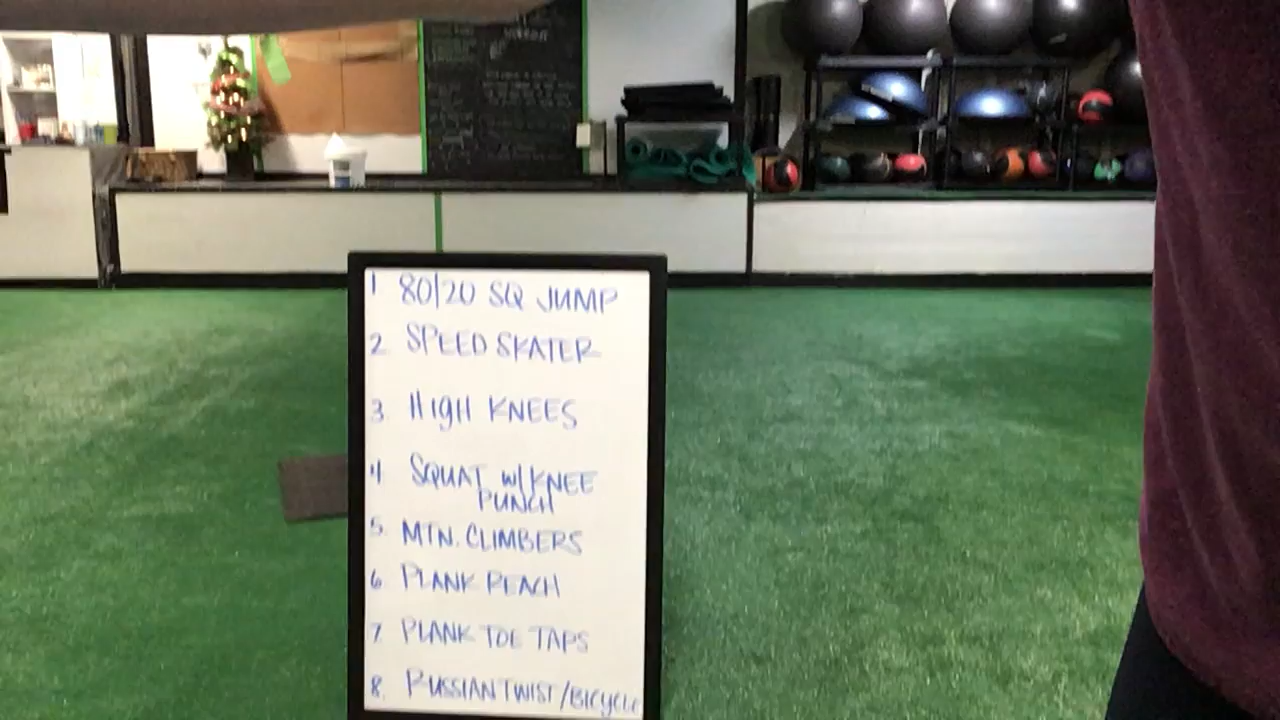 1 80/20 SQ JUMP
2 SPEED SKATER
3. HIGH KNEES
4 SQUAT W/ KNEE
PUNCH
5. MTN. CLIMBERS
6 PLANK REACH
7. PLANK TOE TAPS
8. RUSSIAN TWIST/BICYCLE